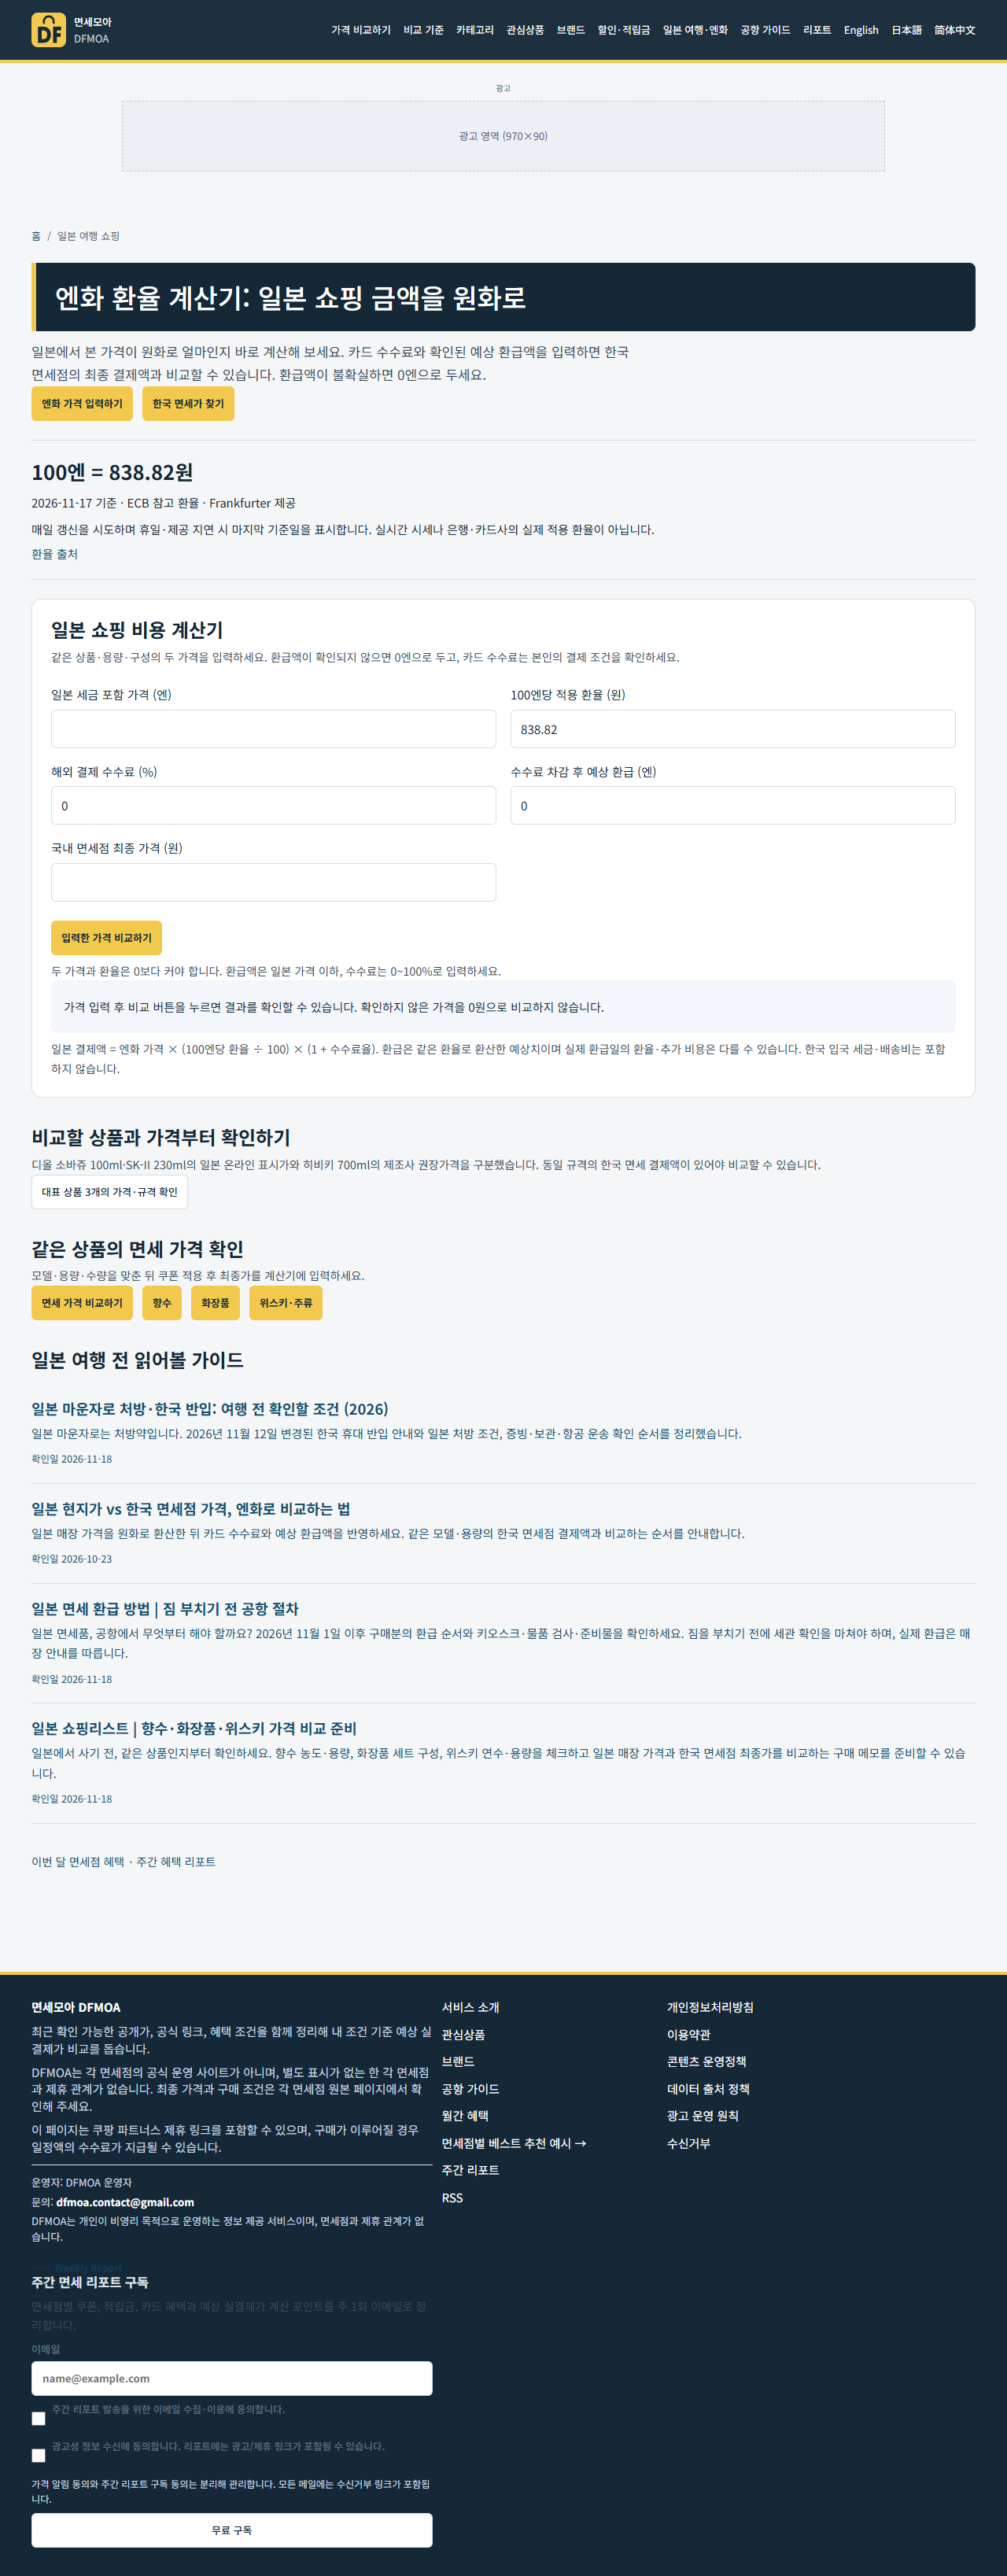 면세모아
DFMOA
가격 비교하기 비교 기준 카테고리 관심상품 브랜드 할인·적립금 일본 여행·엔화 공항 가이드 리포트 English 日本語 简体中文
광고
광고 영역 (970×90)
홈 / 일본 여행 쇼핑
엔화 환율 계산기: 일본 쇼핑 금액을 원화로
일본에서 본 가격이 원화로 얼마인지 바로 계산해 보세요. 카드 수수료와 확인된 예상 환급액을 입력하면 한국
면세점의 최종 결제액과 비교할 수 있습니다. 환급액이 불확실하면 0엔으로 두세요.
엔화 가격 입력하기 한국 면세가 찾기
100엔 = 838.82원
2026-11-17 기준 · ECB 참고 환율 · Frankfurter 제공
매일 갱신을 시도하며 휴일·제공 지연 시 마지막 기준일을 표시합니다. 실시간 시세나 은행·카드사의 실제 적용 환율이 아닙니다.
환율 출처
일본 쇼핑 비용 계산기
같은 상품·용량·구성의 두 가격을 입력하세요. 환급액이 확인되지 않으면 0엔으로 두고, 카드 수수료는 본인의 결제 조건을 확인하세요.
일본 세금 포함 가격 (엔) 100엔당 적용 환율 (원)
838.82
해외 결제 수수료 (%) 수수료 차감 후 예상 환급 (엔)
0 0
국내 면세점 최종 가격 (원)
입력한 가격 비교하기
두 가격과 환율은 0보다 커야 합니다. 환급액은 일본 가격 이하, 수수료는 0~100%로 입력하세요.
가격 입력 후 비교 버튼을 누르면 결과를 확인할 수 있습니다. 확인하지 않은 가격을 0원으로 비교하지 않습니다.
일본 결제액 = 엔화 가격 × (100엔당 환율 ÷ 100) × (1 + 수수료율). 환급은 같은 환율로 환산한 예상치이며 실제 환급일의 환율·추가 비용은 다를 수 있습니다. 한국 입국 세금·배송비는 포함
하지 않습니다.
비교할 상품과 가격부터 확인하기
디올 소바쥬 100ml·SK-II 230ml의 일본 온라인 표시가와 히비키 700ml의 제조사 권장가격을 구분했습니다. 동일 규격의 한국 면세 결제액이 있어야 비교할 수 있습니다.
대표 상품 3개의 가격·규격 확인
같은 상품의 면세 가격 확인
모델·용량·수량을 맞춘 뒤 쿠폰 적용 후 최종가를 계산기에 입력하세요.
면세 가격 비교하기 향수 화장품 위스키·주류
일본 여행 전 읽어볼 가이드
일본 마운자로 처방·한국 반입: 여행 전 확인할 조건 (2026)
일본 마운자로는 처방약입니다. 2026년 11월 12일 변경된 한국 휴대 반입 안내와 일본 처방 조건, 증빙·보관·항공 운송 확인 순서를 정리했습니다.
확인일 2026-11-18
일본 현지가 vs 한국 면세점 가격, 엔화로 비교하는 법
일본 매장 가격을 원화로 환산한 뒤 카드 수수료와 예상 환급액을 반영하세요. 같은 모델·용량의 한국 면세점 결제액과 비교하는 순서를 안내합니다.
확인일 2026-10-23
일본 면세 환급 방법 | 짐 부치기 전 공항 절차
일본 면세품, 공항에서 무엇부터 해야 할까요? 2026년 11월 1일 이후 구매분의 환급 순서와 키오스크·물품 검사·준비물을 확인하세요. 짐을 부치기 전에 세관 확인을 마쳐야 하며, 실제 환급은 매
장 안내를 따릅니다.
확인일 2026-11-18
일본 쇼핑리스트 | 향수·화장품·위스키 가격 비교 준비
일본에서 사기 전, 같은 상품인지부터 확인하세요. 향수 농도·용량, 화장품 세트 구성, 위스키 연수·용량을 체크하고 일본 매장 가격과 한국 면세점 최종가를 비교하는 구매 메모를 준비할 수 있습
니다.
확인일 2026-11-18
이번 달 면세점 혜택 · 주간 혜택 리포트
면세모아 DFMOA
최근 확인 가능한 공개가, 공식 링크, 혜택 조건을 함께 정리해 내 조건 기준 예상 실
결제가 비교를 돕습니다.
DFMOA는 각 면세점의 공식 운영 사이트가 아니며, 별도 표시가 없는 한 각 면세점
과 제휴 관계가 없습니다. 최종 가격과 구매 조건은 각 면세점 원본 페이지에서 확
인해 주세요.
이 페이지는 쿠팡 파트너스 제휴 링크를 포함할 수 있으며, 구매가 이루어질 경우
일정액의 수수료가 지급될 수 있습니다.
운영자: DFMOA 운영자
문의: dfmoa.contact@gmail.com
DFMOA는 개인이 비영리 목적으로 운영하는 정보 제공 서비스이며, 면세점과 제휴 관계가 없
습니다.
Weekly Report
주간 면세 리포트 구독
면세점별 쿠폰, 적립금, 카드 혜택과 예상 실결제가 계산 포인트를 주 1회 이메일로 정
리합니다.
이메일
name@example.com
주간 리포트 발송을 위한 이메일 수집·이용에 동의합니다.
광고성 정보 수신에 동의합니다. 리포트에는 광고/제휴 링크가 포함될 수 있습니다.
가격 알림 동의와 주간 리포트 구독 동의는 분리해 관리합니다. 모든 메일에는 수신거부 링크가 포함됩
니다.
무료 구독
서비스 소개
관심상품
브랜드
공항 가이드
월간 혜택
면세점별 베스트 추천 예시 →
주간 리포트
RSS
개인정보처리방침
이용약관
콘텐츠 운영정책
데이터 출처 정책
광고 운영 원칙
수신거부